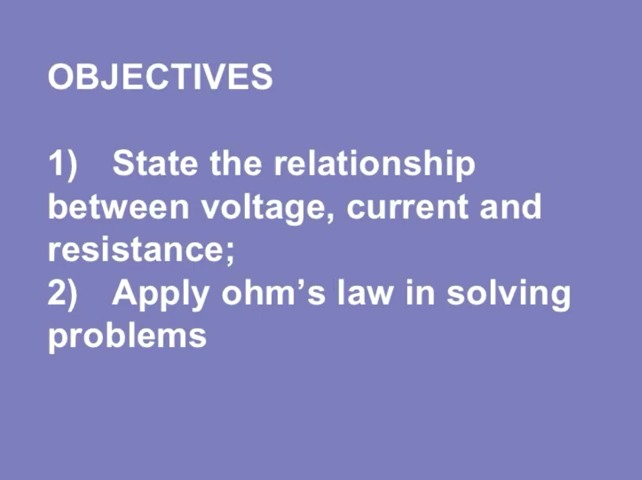 OBJECTIVES
1) State the relationship
between voltage, current and
resistance;
2) Apply ohm’s law in solving
problems